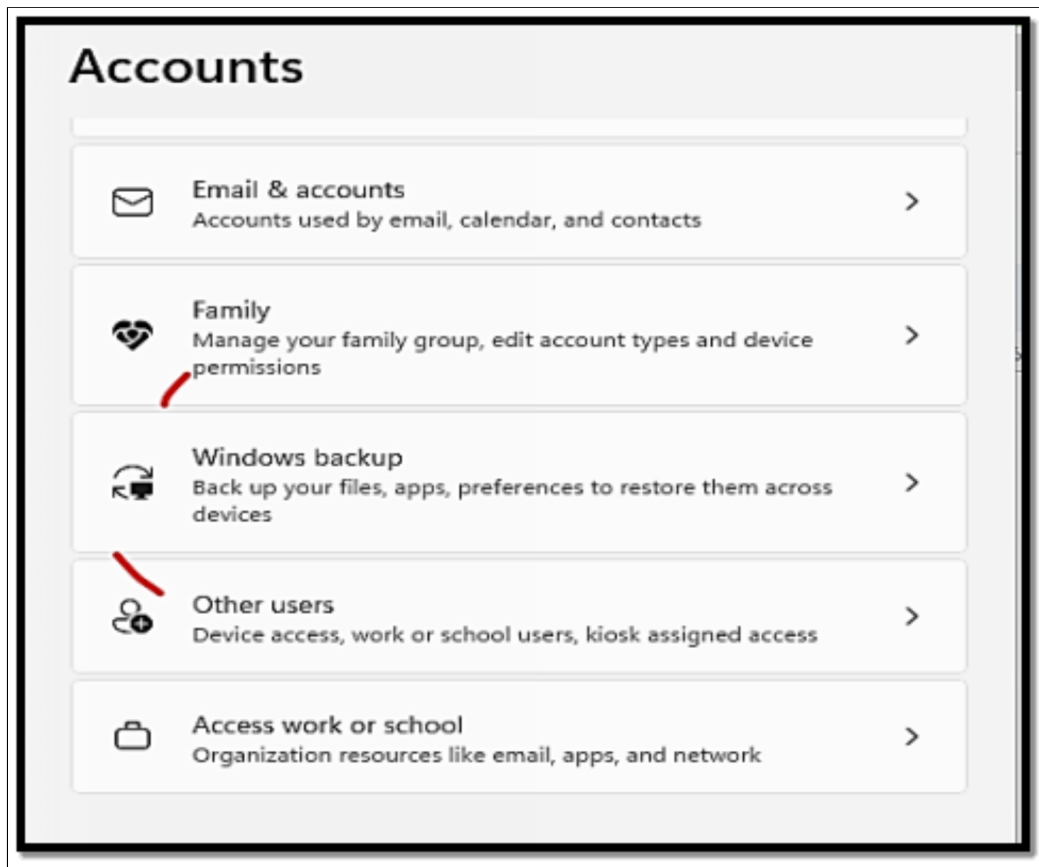 Accounts
Email & accounts
Accounts used by email, calendar, and contacts
Family
Manage your family group, edit account types and device
permissions
Windows backup
Back up your files, apps, preferences to restore them across
devices
Other users
Device access, work or school users, kiosk assigned access
Access work or school
Organization resources like email, apps, and network